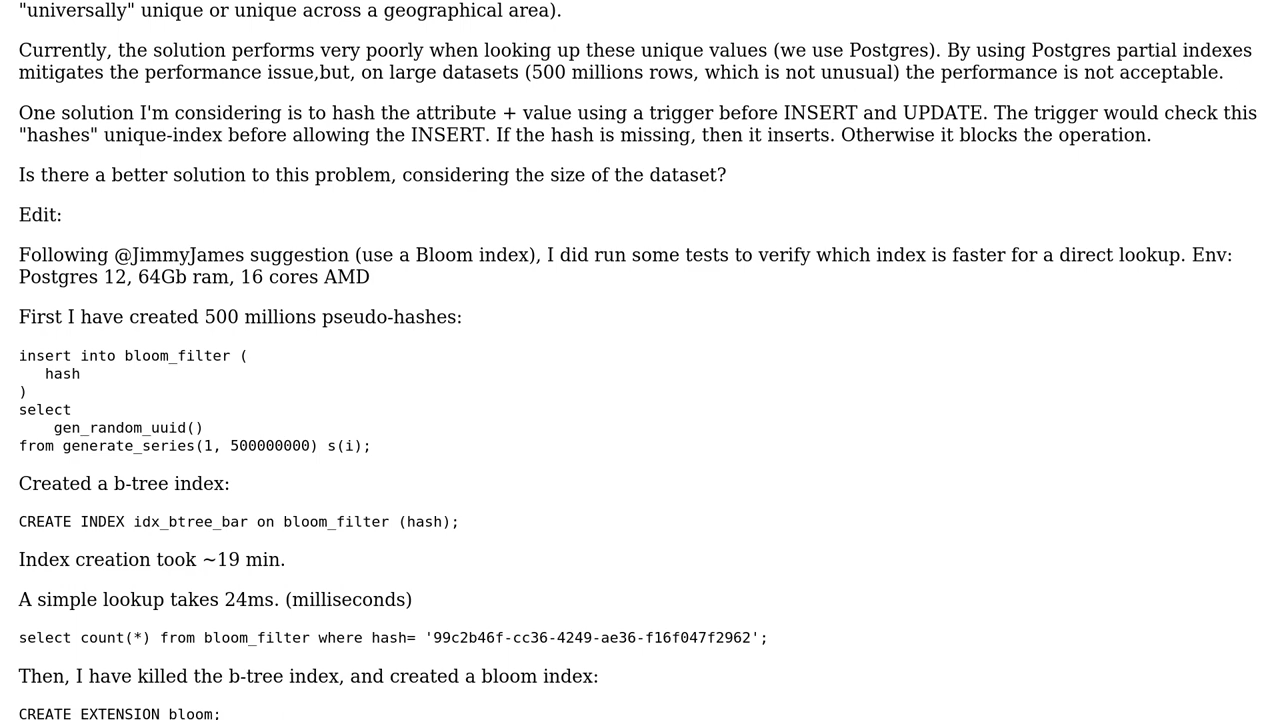 "universally" unique or unique across a geographical area).
Currently, the solution performs very poorly when looking up these unique values (we use Postgres). By using Postgres partial indexes
mitigates the performance issue,but, on large datasets (500 millions rows, which is not unusual) the performance is not acceptable.
One solution I'm considering is to hash the attribute + value using a trigger before INSERT and UPDATE. The trigger would check this
"hashes" unique-index before allowing the INSERT. If the hash is missing, then it inserts. Otherwise it blocks the operation.
Is there a better solution to this problem, considering the size of the dataset?
Edit:
Following @JimmyJames suggestion (use a Bloom index), I did run some tests to verify which index is faster for a direct lookup. Env:
Postgres 12, 64Gb ram, 16 cores AMD
First I have created 500 millions pseudo-hashes:
insert into bloom_filter (
   hash
)
select
    gen_random_uuid()
from generate_series(1, 500000000) s(i);
Created a b-tree index:
CREATE INDEX idx_btree_bar on bloom_filter (hash);
Index creation took ~19 min.
A simple lookup takes 24ms. (milliseconds)
select count(*) from bloom_filter where hash= '99c2b46f-cc36-4249-ae36-f16f047f2962';
Then, I have killed the b-tree index, and created a bloom index:
CREATE EXTENSION bloom;